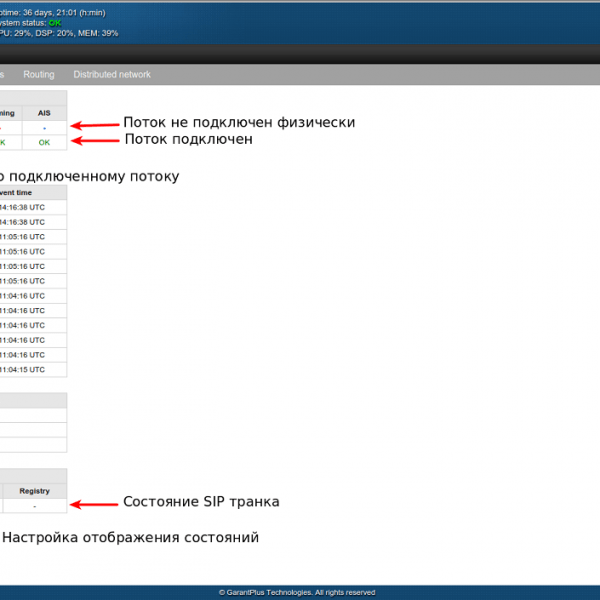 ptime: 36 days, 21:01 (h:min)
ystem status: OK
PU: 29%, DSP: 20%, MEM: 39%
s Routing Distributed network
ming AIS
- -
K OK
Поток не подключен физически
Поток подключен
о подключенному потоку
vent time
14:16:38 UTC
14:16:38 UTC
11:05:16 UTC
11:05:16 UTC
11:05:16 UTC
11:05:16 UTC
11:04:16 UTC
11:04:16 UTC
11:04:16 UTC
11:04:16 UTC
11:04:16 UTC
11:04:15 UTC
Registry
-
Состояние SIP транка
Настройка отображения состояний
© GarantPlus Technologies. All rights reserved